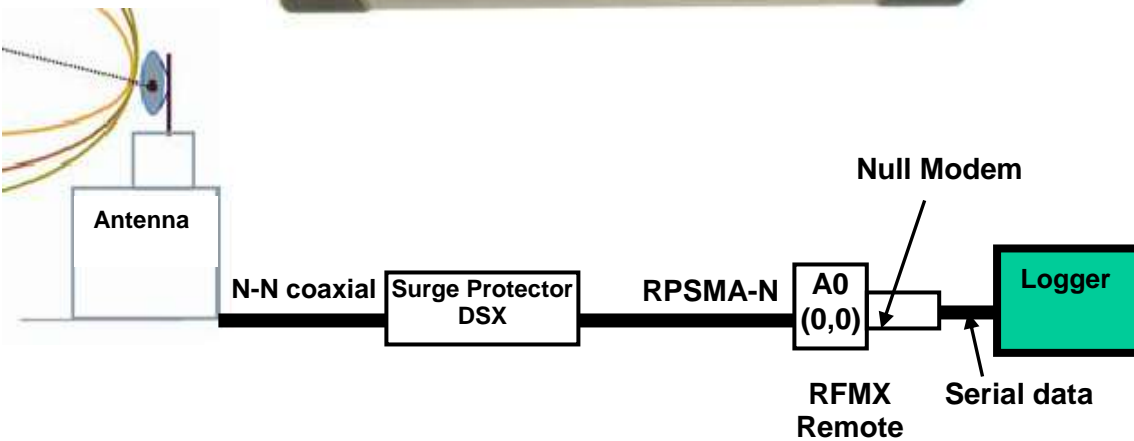 Null Modem
Antenna
N-N coaxial
Surge Protector
DSX
RPSMA-N
A0
(0,0)
Logger
RFMX
Remote
Serial data